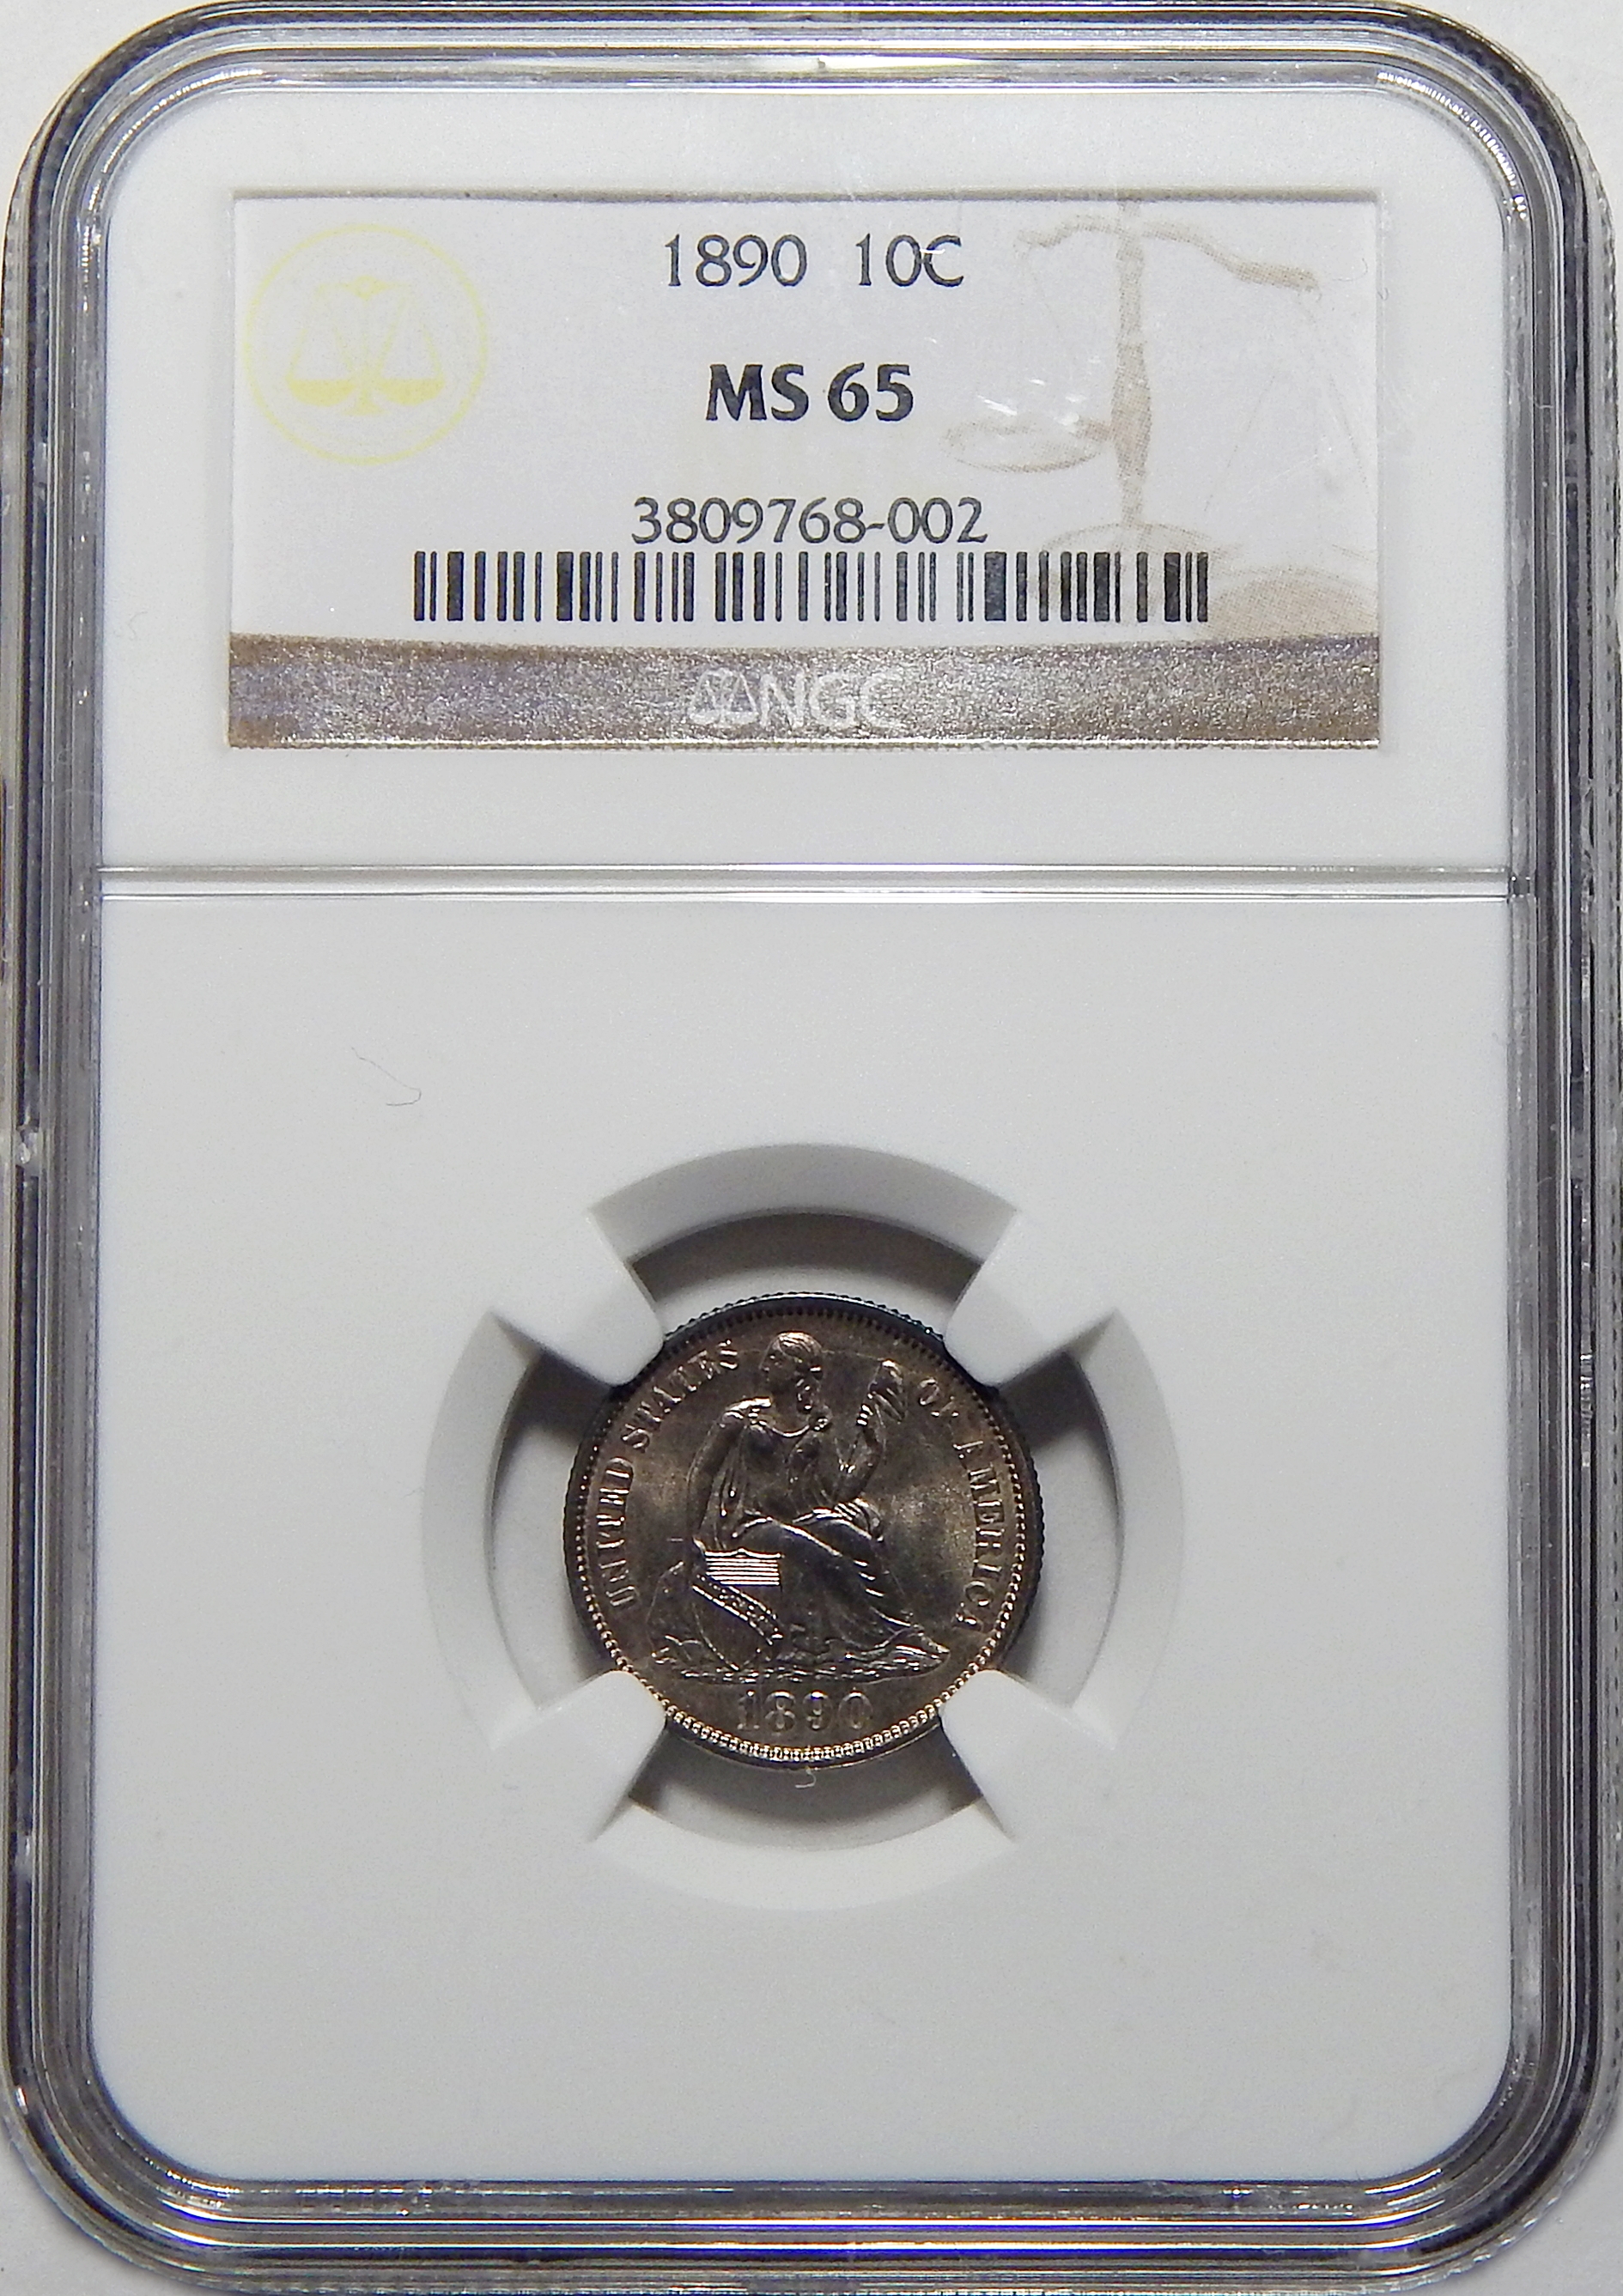 1890 10C
MS 65
3809768-002
NGC
UNITED STATES OF AMERICA
1890